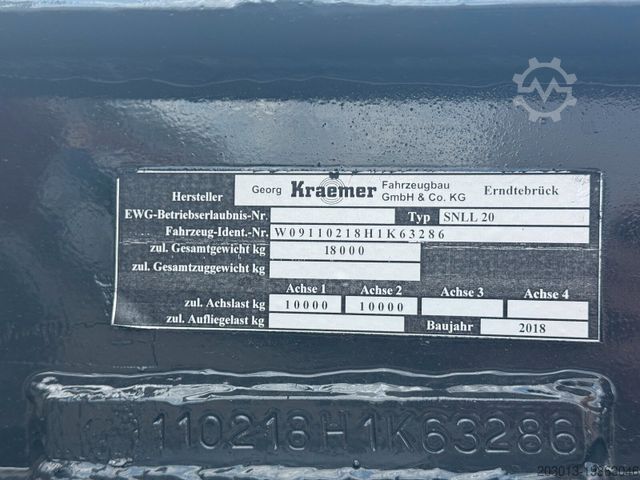 Hersteller Georg Kraemer Fahrzeugbau GmbH & Co. KG Erndtebrück
EWG-Betriebserlaubnis-Nr. Typ SNLL 20
Fahrzeug-Ident.-Nr. W09110218H1K63286
zul. Gesamtgewicht kg 18000
zul. Gesamtzuggewicht kg
Achse 1 Achse 2 Achse 3 Achse 4
zul. Achslast kg 10000 10000
zul. Aufliegelast kg Baujahr 2018
110218H1K63286